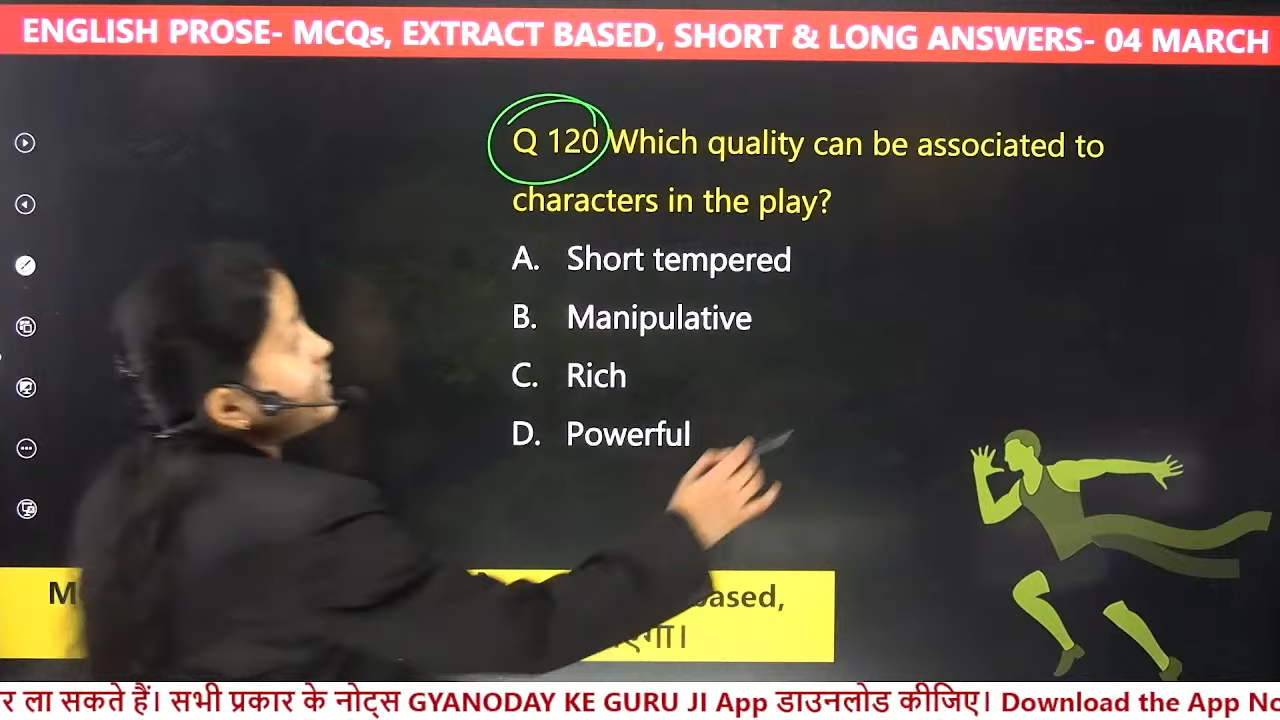 ENGLISH PROSE- MCQs, EXTRACT BASED, SHORT & LONG ANSWERS- 04 MARCH
Q 120 Which quality can be associated to
characters in the play?
A. Short tempered
B. Manipulative
C. Rich
D. Powerful
based,
र ला सकते हैं। सभी प्रकार के नोट्स GYANODAY KE GURU JI App डाउनलोड कीजिए। Download the App No